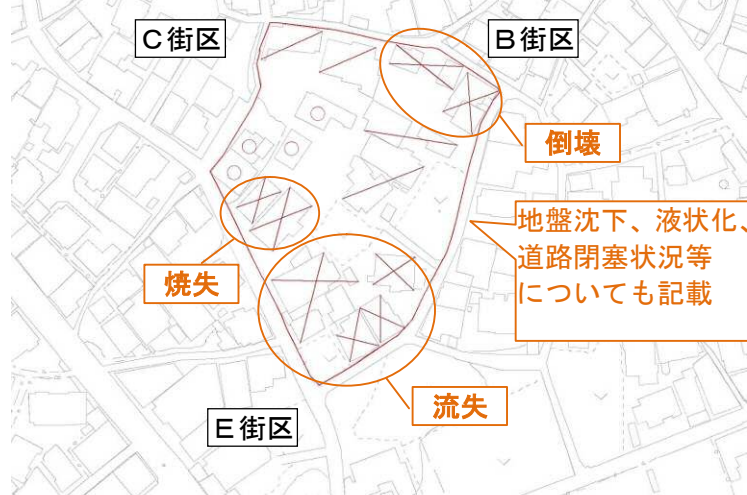 C街区
B街区
倒壊
地盤沈下、液状化、
道路閉塞状況等
についても記載
焼失
流失
E街区